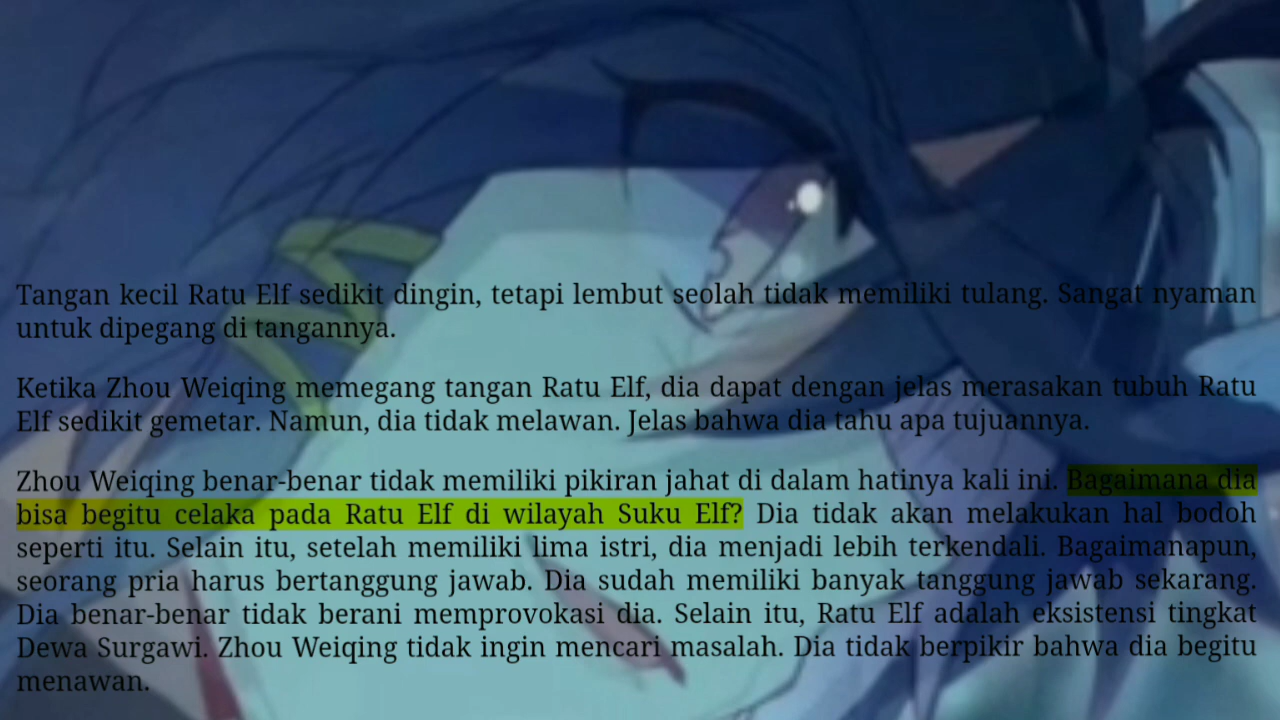 Tangan kecil Ratu Elf sedikit dingin, tetapi lembut seolah tidak memiliki tulang. Sangat nyaman
untuk dipegang di tangannya.
Ketika Zhou Weiqing memegang tangan Ratu Elf, dia dapat dengan jelas merasakan tubuh Ratu
Elf sedikit gemetar. Namun, dia tidak melawan. Jelas bahwa dia tahu apa tujuannya.
Zhou Weiqing benar-benar tidak memiliki pikiran jahat di dalam hatinya kali ini. Bagaimana dia
bisa begitu celaka pada Ratu Elf di wilayah Suku Elf? Dia tidak akan melakukan hal bodoh
seperti itu. Selain itu, setelah memiliki lima istri, dia menjadi lebih terkendali. Bagaimanapun,
seorang pria harus bertanggung jawab. Dia sudah memiliki banyak tanggung jawab sekarang.
Dia benar-benar tidak berani memprovokasi dia. Selain itu, Ratu Elf adalah eksistensi tingkat
Dewa Surgawi. Zhou Weiqing tidak ingin mencari masalah. Dia tidak berpikir bahwa dia begitu
menawan.